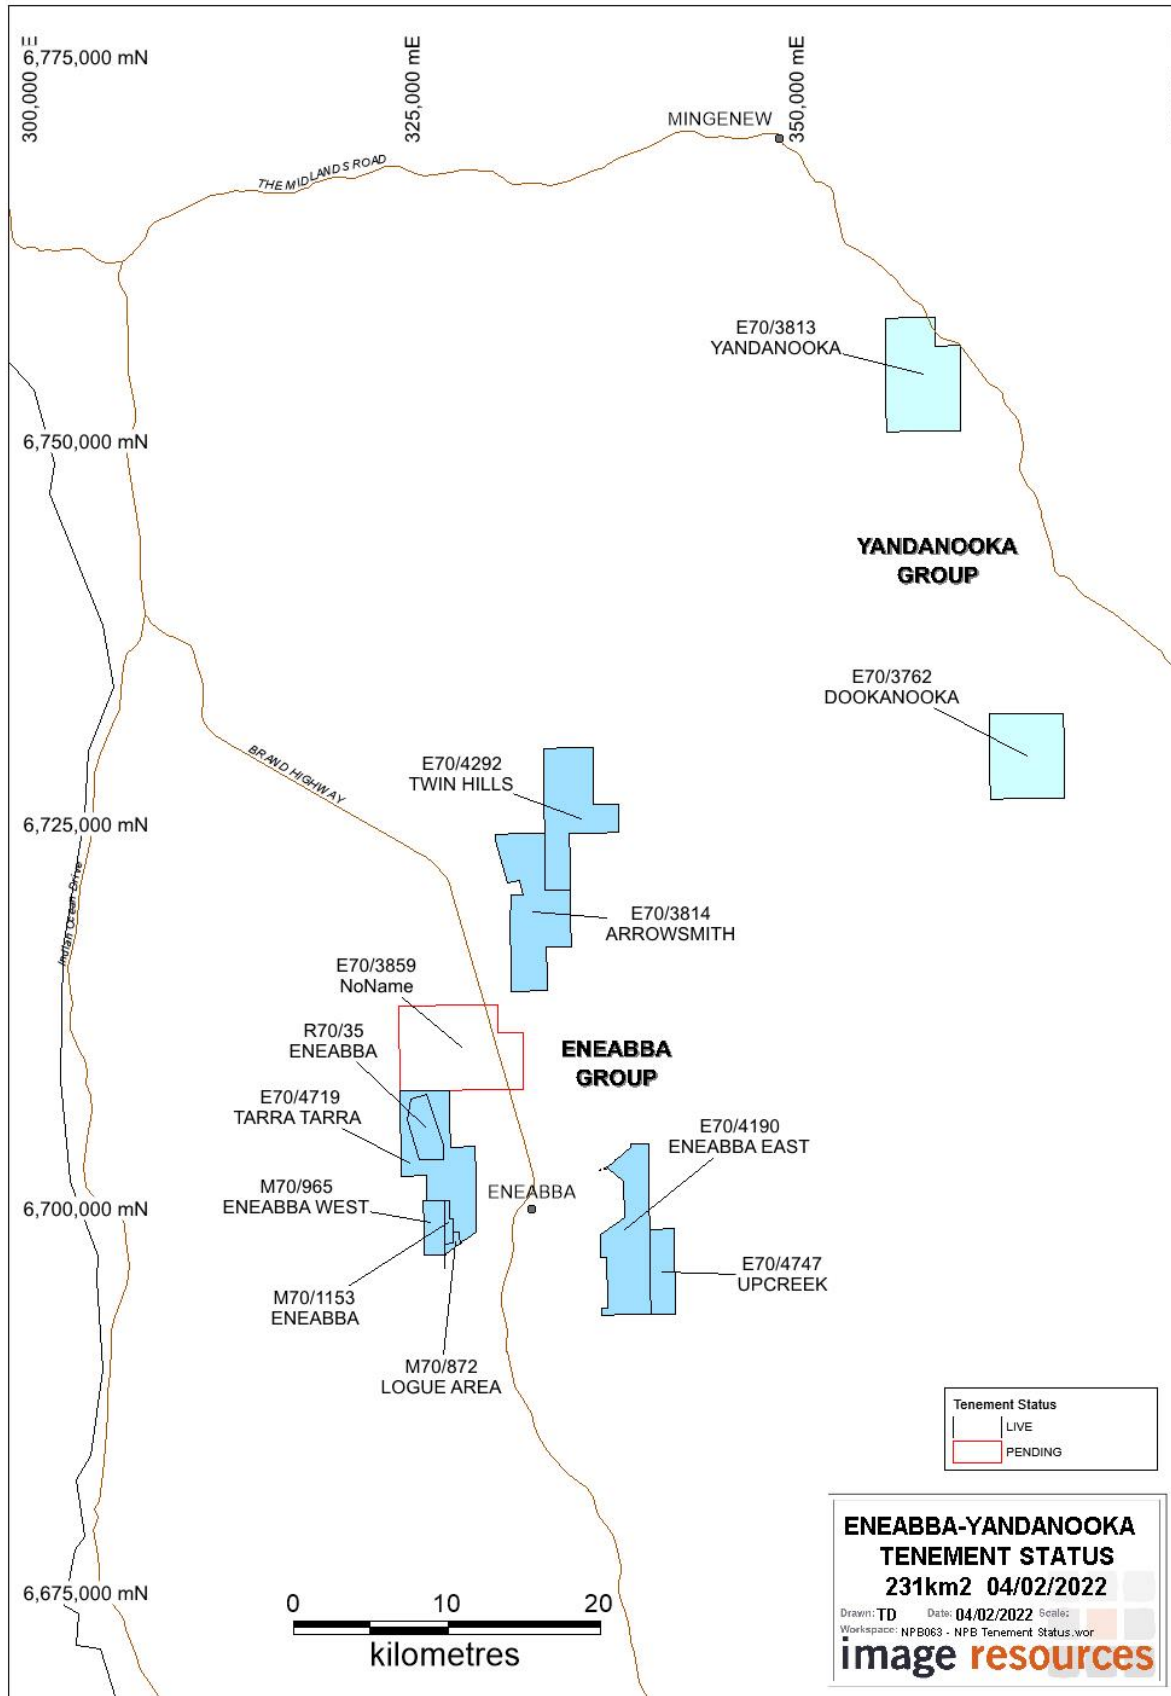 6,775,000 mN
300,000 E
325,000 mE
350,000 mE
MINGENEW
THE MIDLANDS ROAD
E70/3813
YANDANOOKA
6,750,000 mN
YANDANOOKA
GROUP
E70/3762
DOOKANOOKA
BRAND HIGHWAY
E70/4292
TWIN HILLS
6,725,000 mN
Indian Ocean Drive
E70/3814
ARROWSMITH
E70/3859
NoName
R70/35
ENEABBA
ENEABBA
GROUP
E70/4719
TARRA TARRA
E70/4190
ENEABBA EAST
M70/965
ENEABBA WEST
ENEABBA
6,700,000 mN
E70/4747
UPCREEK
M70/1153
ENEABBA
M70/872
LOGUE AREA
Tenement Status
LIVE
PENDING
ENEABBA-YANDANOOKA
TENEMENT STATUS
231km2 04/02/2022
Drawn: TD Date: 04/02/2022 Scale:
Workspace: NPB063 - NPB Tenement Status.wor
image resources
6,675,000 mN
0 10 20
kilometres